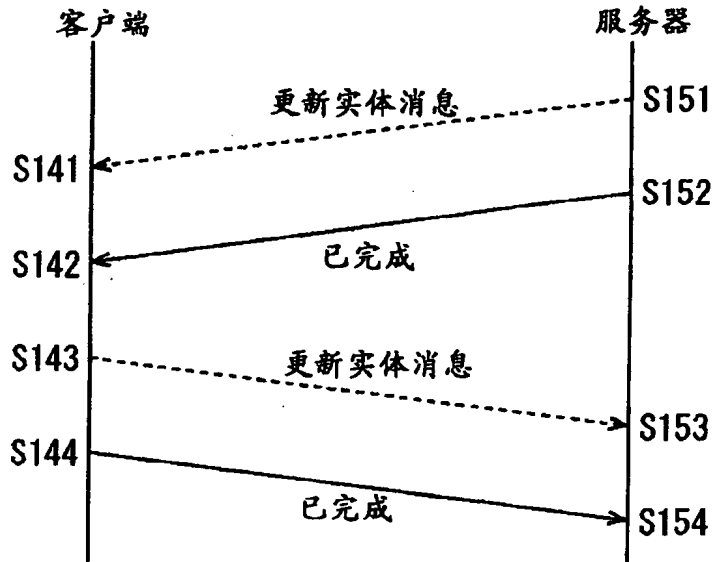 客户端
服务器
更新实体消息
S151
S141
S152
S142
已完成
S143
更新实体消息
S153
S144
已完成
S154